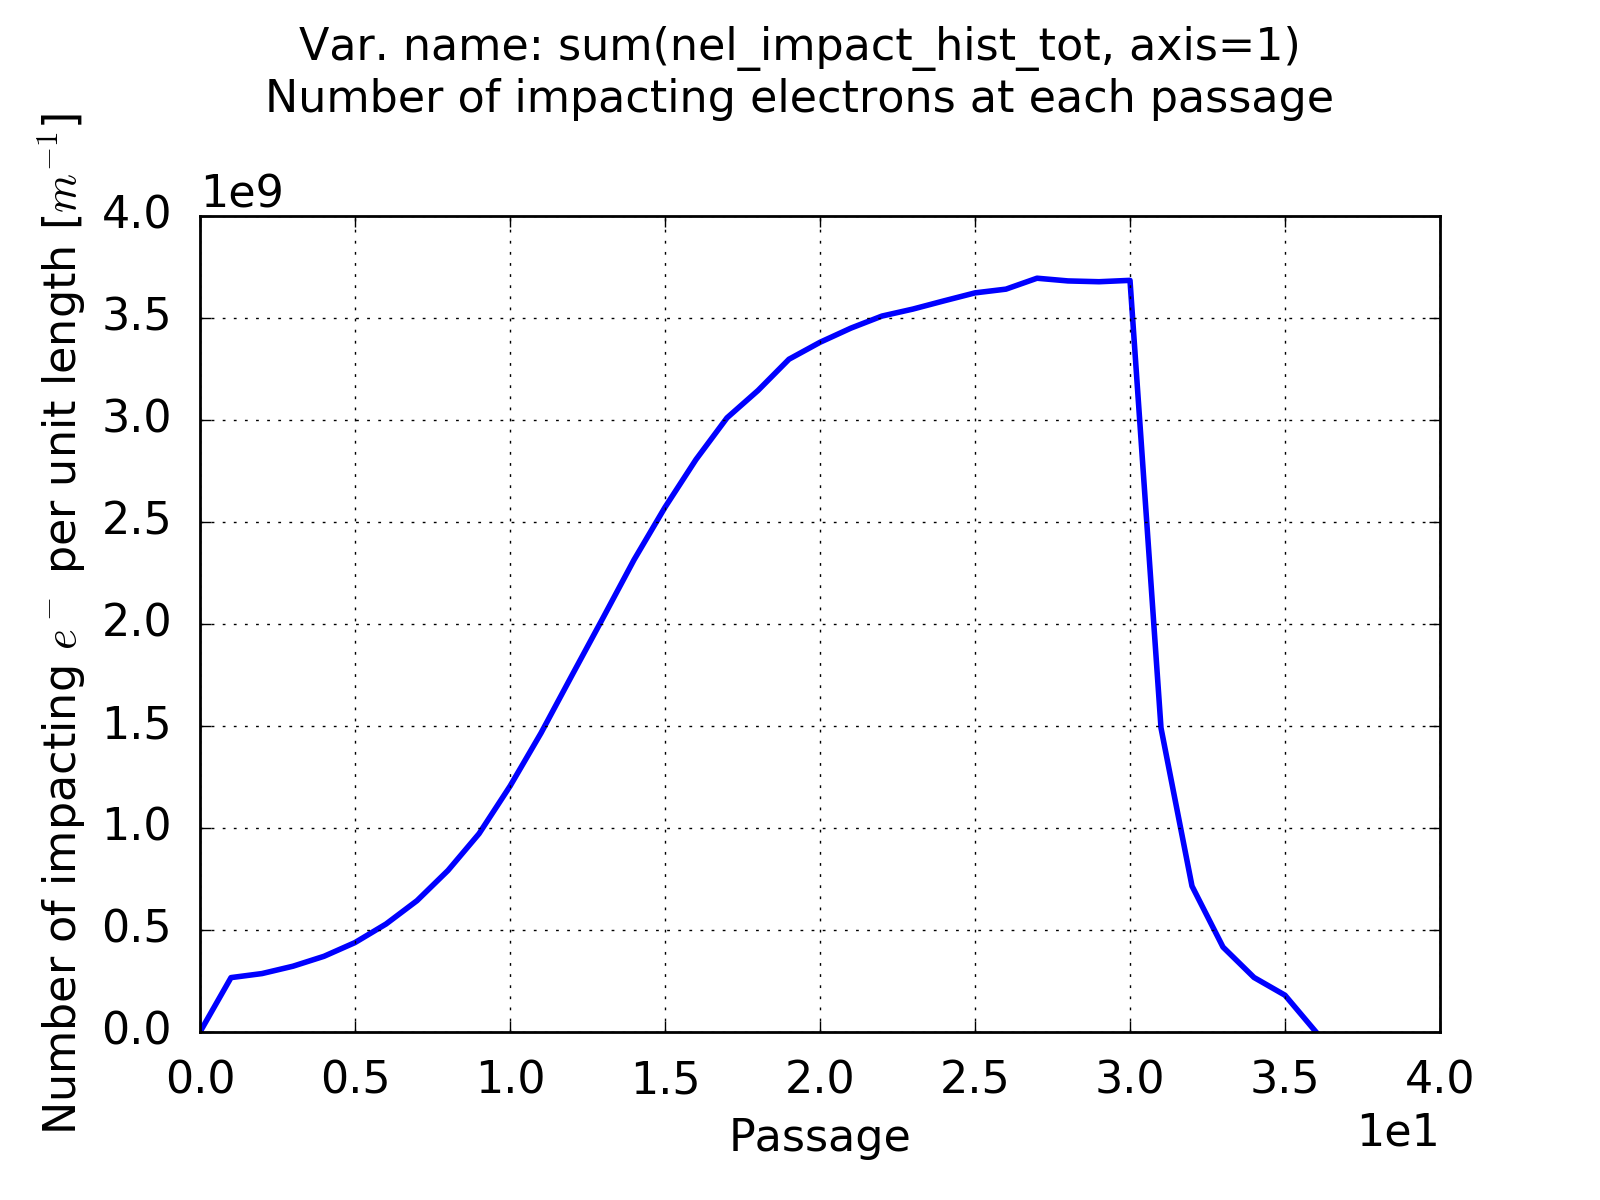 Var. name: sum(nel_impact_hist_tot, axis=1)
Number of impacting electrons at each passage
Number of impacting e⁻ per unit length [m⁻¹]
1e9
4.0
3.5
3.0
2.5
2.0
1.5
1.0
0.5
0.0
0.0 0.5 1.0 1.5 2.0 2.5 3.0 3.5 4.0
Passage
1e1